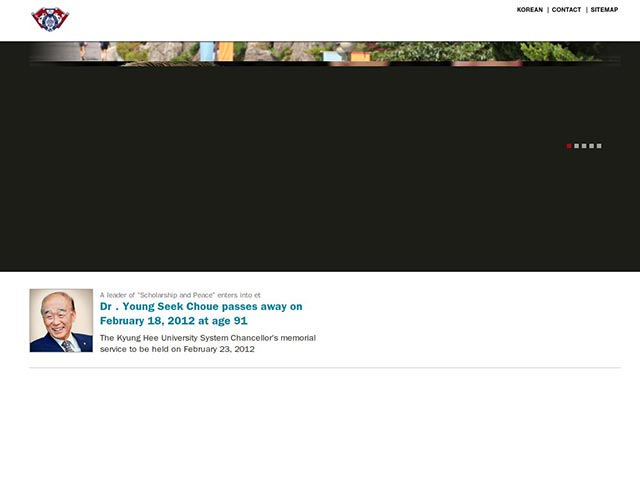 KOREAN | CONTACT | SITEMAP
A leader of "Scholarship and Peace" enters into et
Dr . Young Seek Choue passes away on
February 18, 2012 at age 91
The Kyung Hee University System Chancellor's memorial
service to be held on February 23, 2012